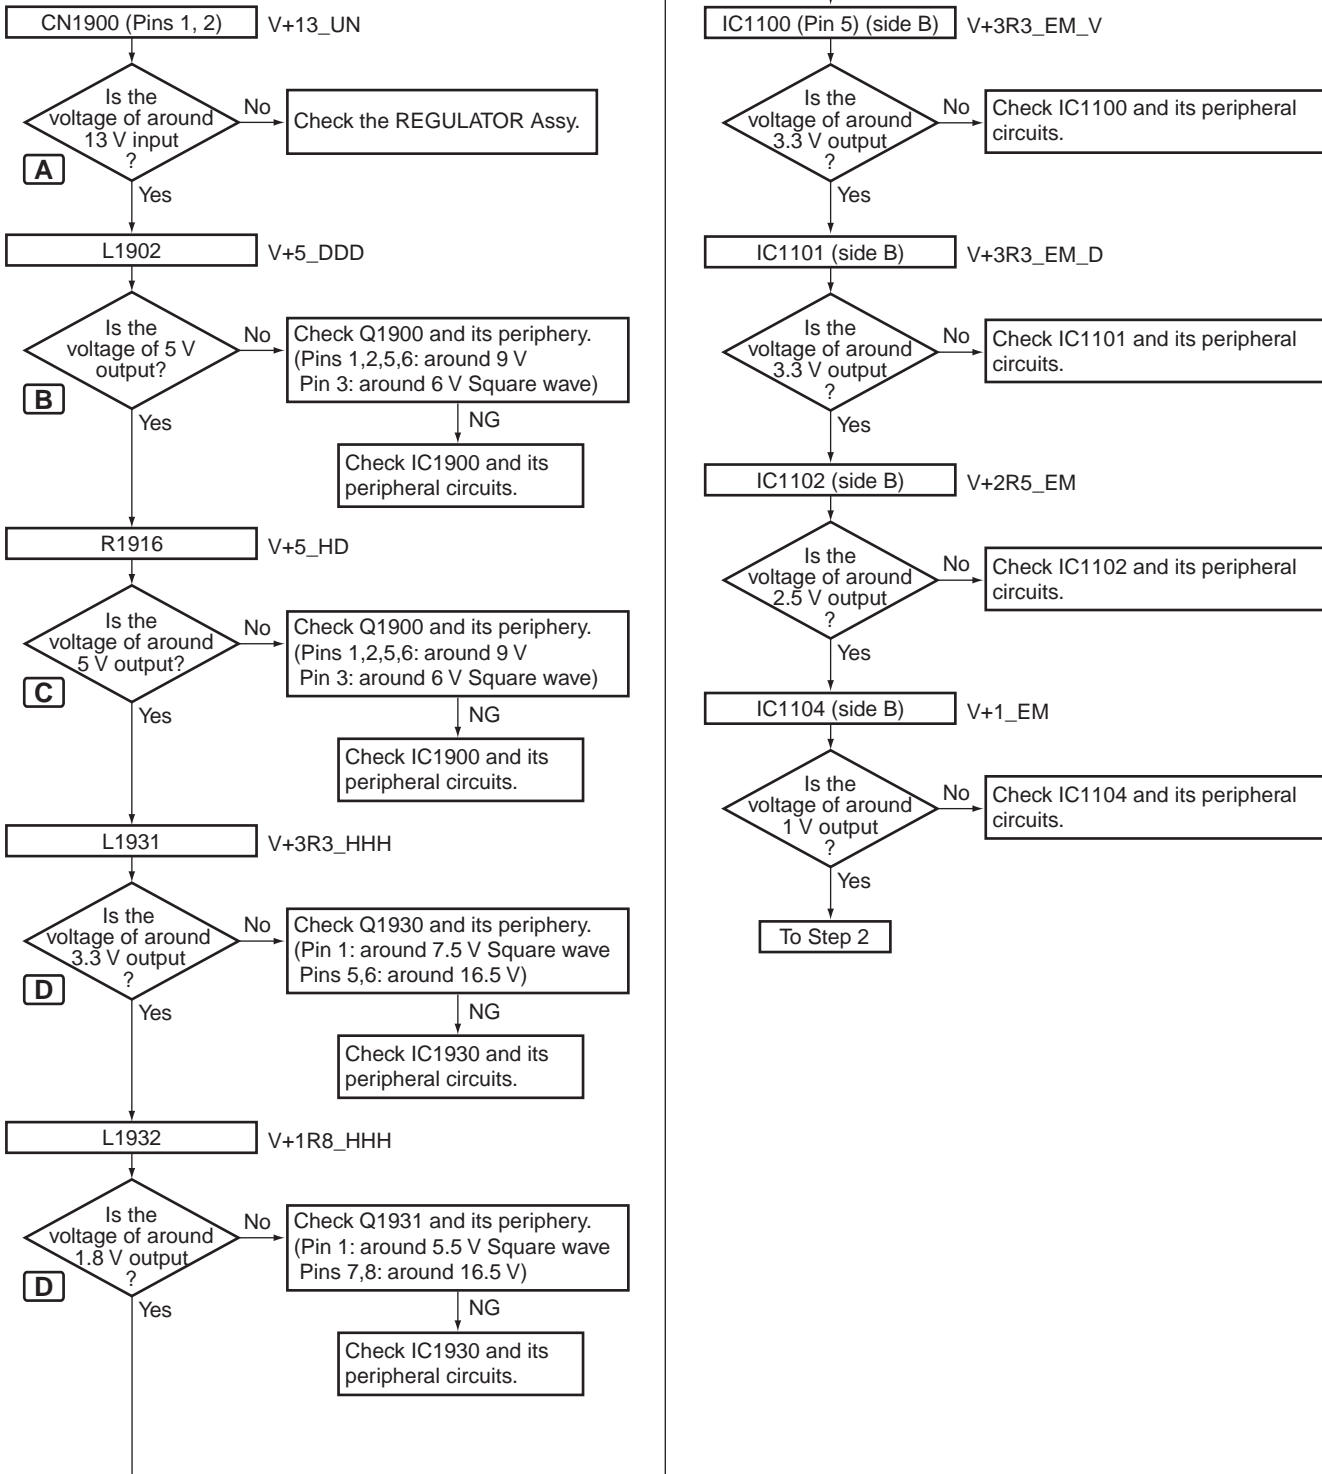 CN1900 (Pins 1, 2)
V+13_UN
Is the
voltage of around
13 V input
?
No
Check the REGULATOR Assy.
A
Yes
L1902
V+5_DDD
Is the
voltage of 5 V
output?
No
Check Q1900 and its periphery.
(Pins 1,2,5,6: around 9 V
Pin 3: around 6 V Square wave)
B
Yes
NG
Check IC1900 and its
peripheral circuits.
R1916
V+5_HD
Is the
voltage of around
5 V output?
No
Check Q1900 and its periphery.
(Pins 1,2,5,6: around 9 V
Pin 3: around 6 V Square wave)
C
Yes
NG
Check IC1900 and its
peripheral circuits.
L1931
V+3R3_HHH
Is the
voltage of around
3.3 V output
?
No
Check Q1930 and its periphery.
(Pin 1: around 7.5 V Square wave
Pins 5,6: around 16.5 V)
D
Yes
NG
Check IC1930 and its
peripheral circuits.
L1932
V+1R8_HHH
Is the
voltage of around
1.8 V output
?
No
Check Q1931 and its periphery.
(Pin 1: around 5.5 V Square wave
Pins 7,8: around 16.5 V)
D
Yes
NG
Check IC1930 and its
peripheral circuits.
IC1100 (Pin 5) (side B)
V+3R3_EM_V
Is the
voltage of around
3.3 V output
?
No
Check IC1100 and its peripheral
circuits.
Yes
IC1101 (side B)
V+3R3_EM_D
Is the
voltage of around
3.3 V output
?
No
Check IC1101 and its peripheral
circuits.
Yes
IC1102 (side B)
V+2R5_EM
Is the
voltage of around
2.5 V output
?
No
Check IC1102 and its peripheral
circuits.
Yes
IC1104 (side B)
V+1_EM
Is the
voltage of around
1 V output
?
No
Check IC1104 and its peripheral
circuits.
Yes
To Step 2